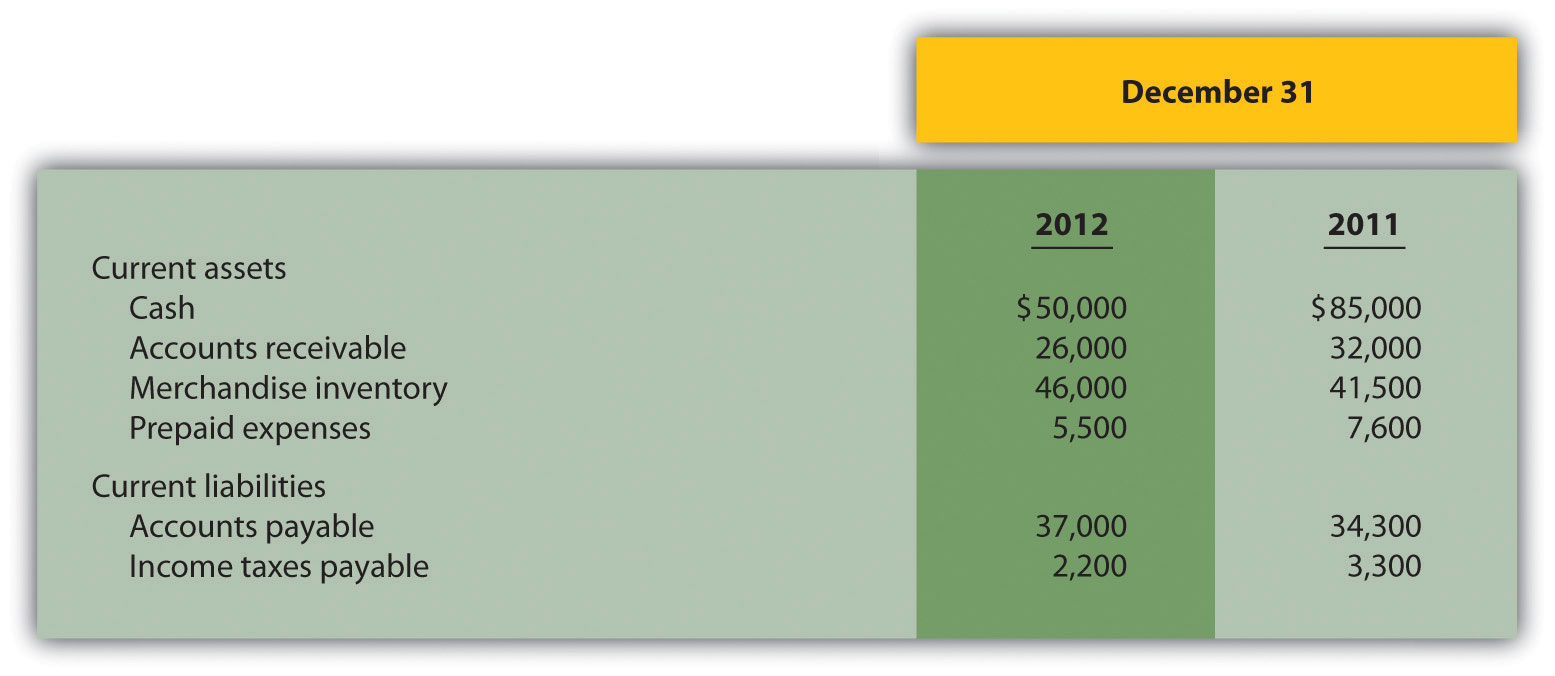 December 31
2012 2011
Current assets
Cash $50,000 $85,000
Accounts receivable 26,000 32,000
Merchandise inventory 46,000 41,500
Prepaid expenses 5,500 7,600
Current liabilities
Accounts payable 37,000 34,300
Income taxes payable 2,200 3,300